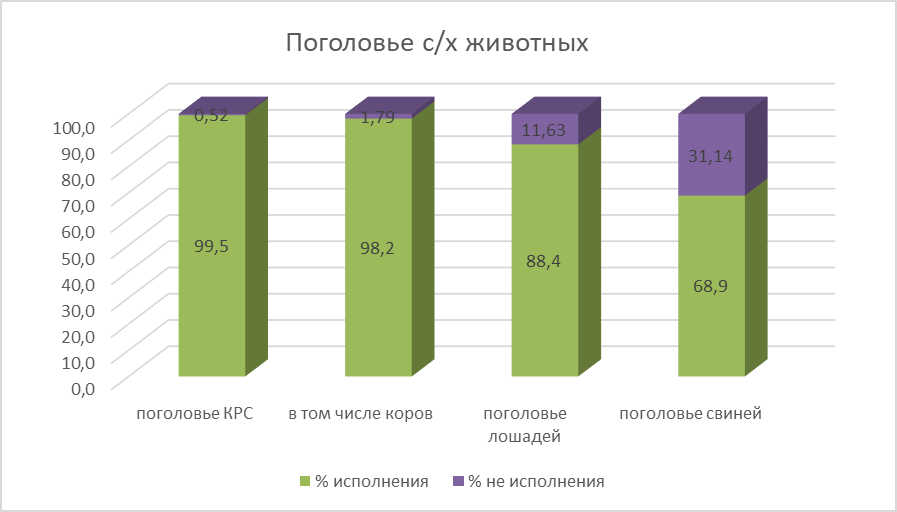 Поголовье с/х животных
100,0
90,0
80,0
70,0
60,0
50,0
40,0
30,0
20,0
10,0
0,0
0,52
1,79
11,63
31,14
99,5
98,2
88,4
68,9
поголовье КРС
в том числе коров
поголовье
лошадей
поголовье свиней
% исполнения
% не исполнения